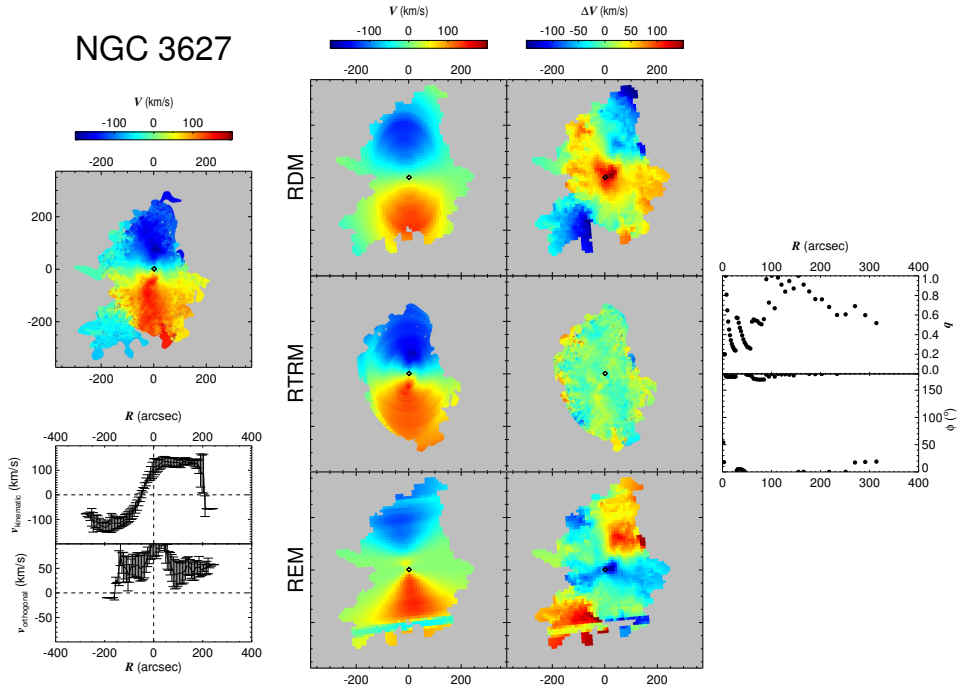 NGC 3627
V (km/s)
-100 100
-200 0 200
-200 0 200
200
0
-200
-200 0 200
R (arcsec)
-400 -200 0 200 400
100
0
-100
vkinematic (km/s)
50
0
-50
vorthogonal (km/s)
-400 -200 0 200 400
R (arcsec)
V (km/s)
-100 0 100
-200 0 200
ΔV (km/s)
-100 -50 0 50 100
-200 0 200
RDM
RTRM
REM
-200 0 200
-200 0 200
R (arcsec)
0 100 200 300 400
1.0
0.8
0.6
0.4
0.2
0.0
q
150
100
50
0
ϕ (°)
0 100 200 300 400